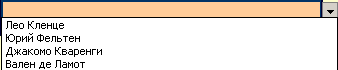 Лео Кленце
Юрий Фельтен
Джакомо Кваренги
Вален де Ламот